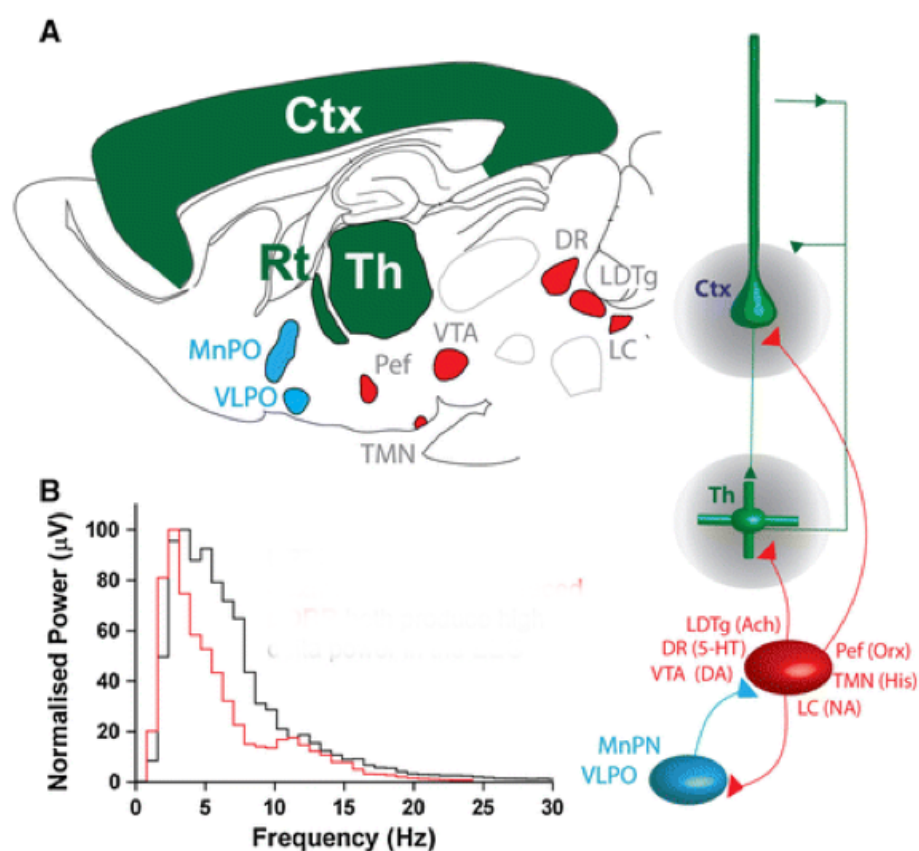 A
Ctx
Rt
Th
MnPO
VLPO
Pef
VTA
TMN
DR
LDTg
LC
Ctx
Th
LDTg (Ach)
DR (5-HT)
VTA (DA)
Pef (Orx)
TMN (His)
LC (NA)
MnPN
VLPO
B
Normalised Power (μV)
100
80
60
40
20
0
0 5 10 15 20 25 30
Frequency (Hz)